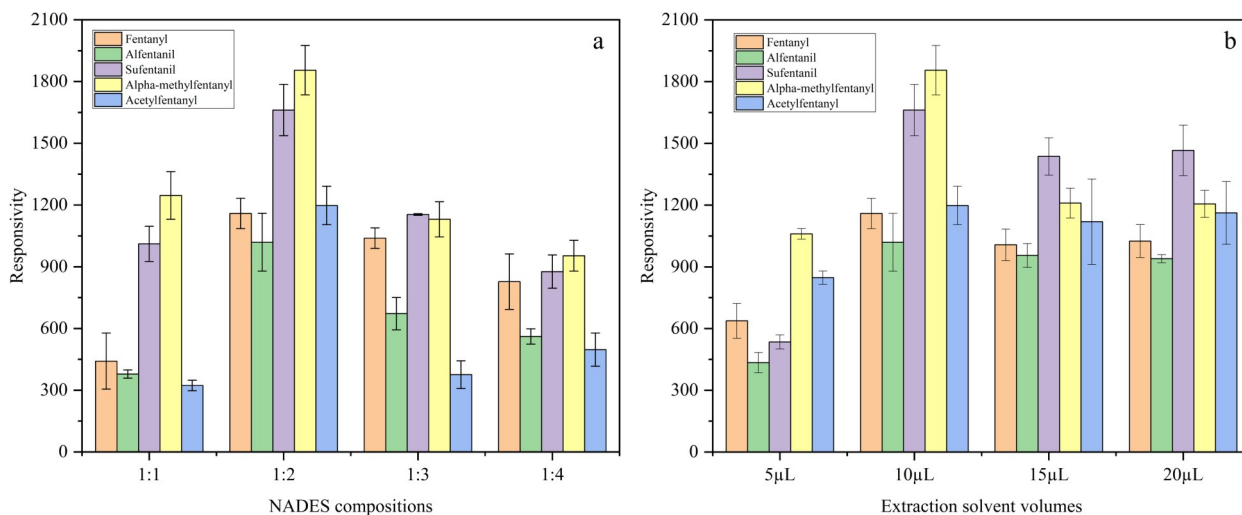 2100
1800
1500
1200
900
600
300
0
Responsivity
Fentanyl
Alfentanil
Sufentanil
Alpha-methylfentanyl
Acetylfentanyl
a
1:1 1:2 1:3 1:4
NADES compositions
2100
1800
1500
1200
900
600
300
0
Responsivity
Fentanyl
Alfentanil
Sufentanil
Alpha-methylfentanyl
Acetylfentanyl
b
5µL 10µL 15µL 20µL
Extraction solvent volumes